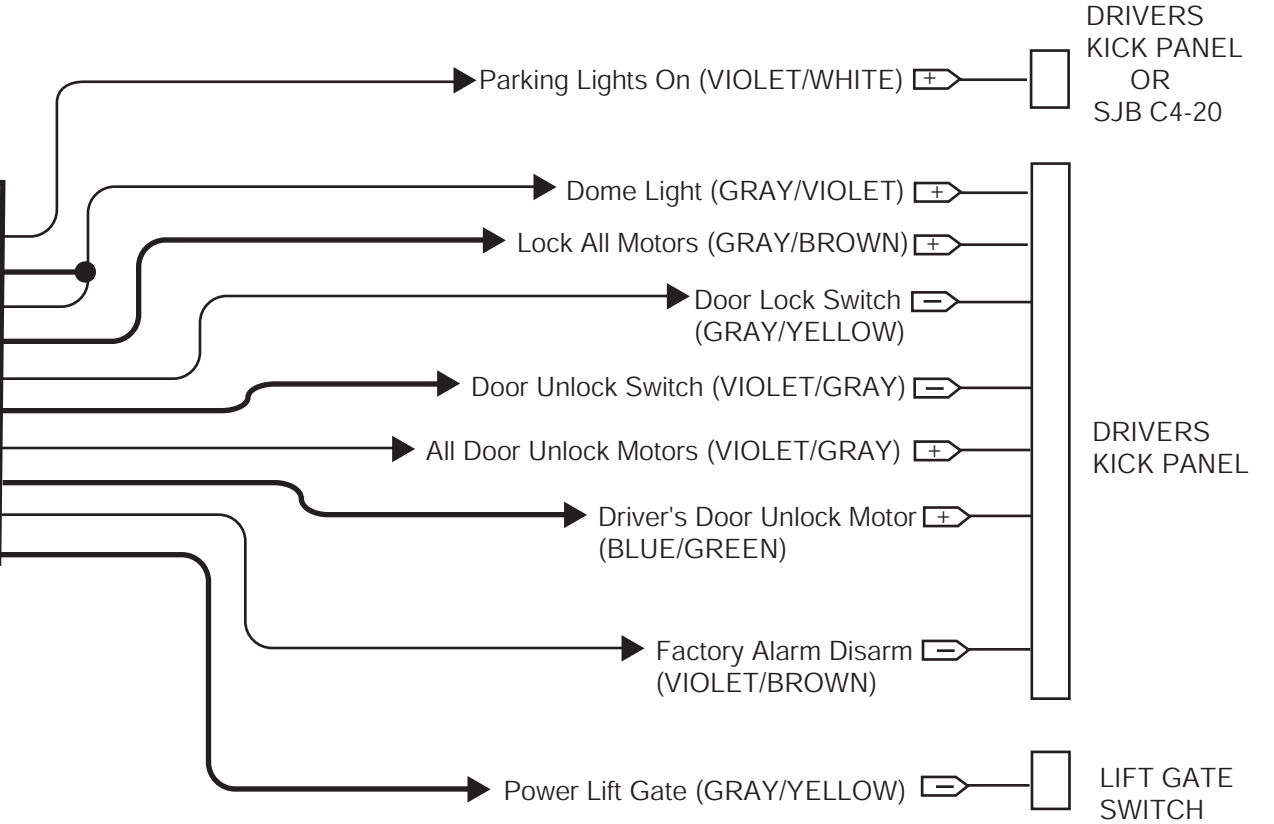 DRIVERS
KICK PANEL
OR
SJB C4-20
Parking Lights On (VIOLET/WHITE) +
Dome Light (GRAY/VIOLET) +
Lock All Motors (GRAY/BROWN) +
Door Lock Switch −
(GRAY/YELLOW)
Door Unlock Switch (VIOLET/GRAY) −
All Door Unlock Motors (VIOLET/GRAY) +
DRIVERS
KICK PANEL
Driver's Door Unlock Motor +
(BLUE/GREEN)
Factory Alarm Disarm −
(VIOLET/BROWN)
Power Lift Gate (GRAY/YELLOW) −
LIFT GATE
SWITCH